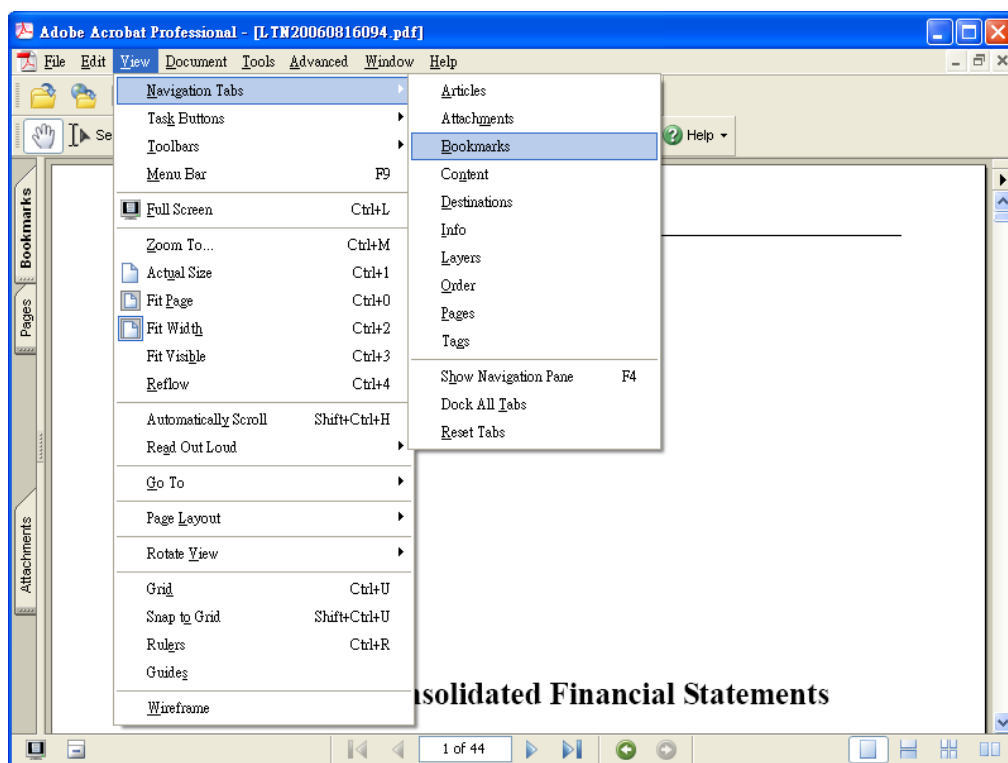 Adobe Acrobat Professional - [LTN20060816094.pdf]
File Edit View Document Tools Advanced Window Help
Se
Help
Bookmarks
Pages
Attachments
Navigation Tabs
Task Buttons
Toolbars
Menu Bar F9
Full Screen Ctrl+L
Zoom To... Ctrl+M
Actual Size Ctrl+1
Fit Page Ctrl+0
Fit Width Ctrl+2
Fit Visible Ctrl+3
Reflow Ctrl+4
Automatically Scroll Shift+Ctrl+H
Read Out Loud
Go To
Page Layout
Rotate View
Grid Ctrl+U
Snap to Grid Shift+Ctrl+U
Rulers Ctrl+R
Guides
Wireframe
Articles
Attachments
Bookmarks
Content
Destinations
Info
Layers
Order
Pages
Tags
Show Navigation Pane F4
Dock All Tabs
Reset Tabs
nsolidated Financial Statements
1 of 44